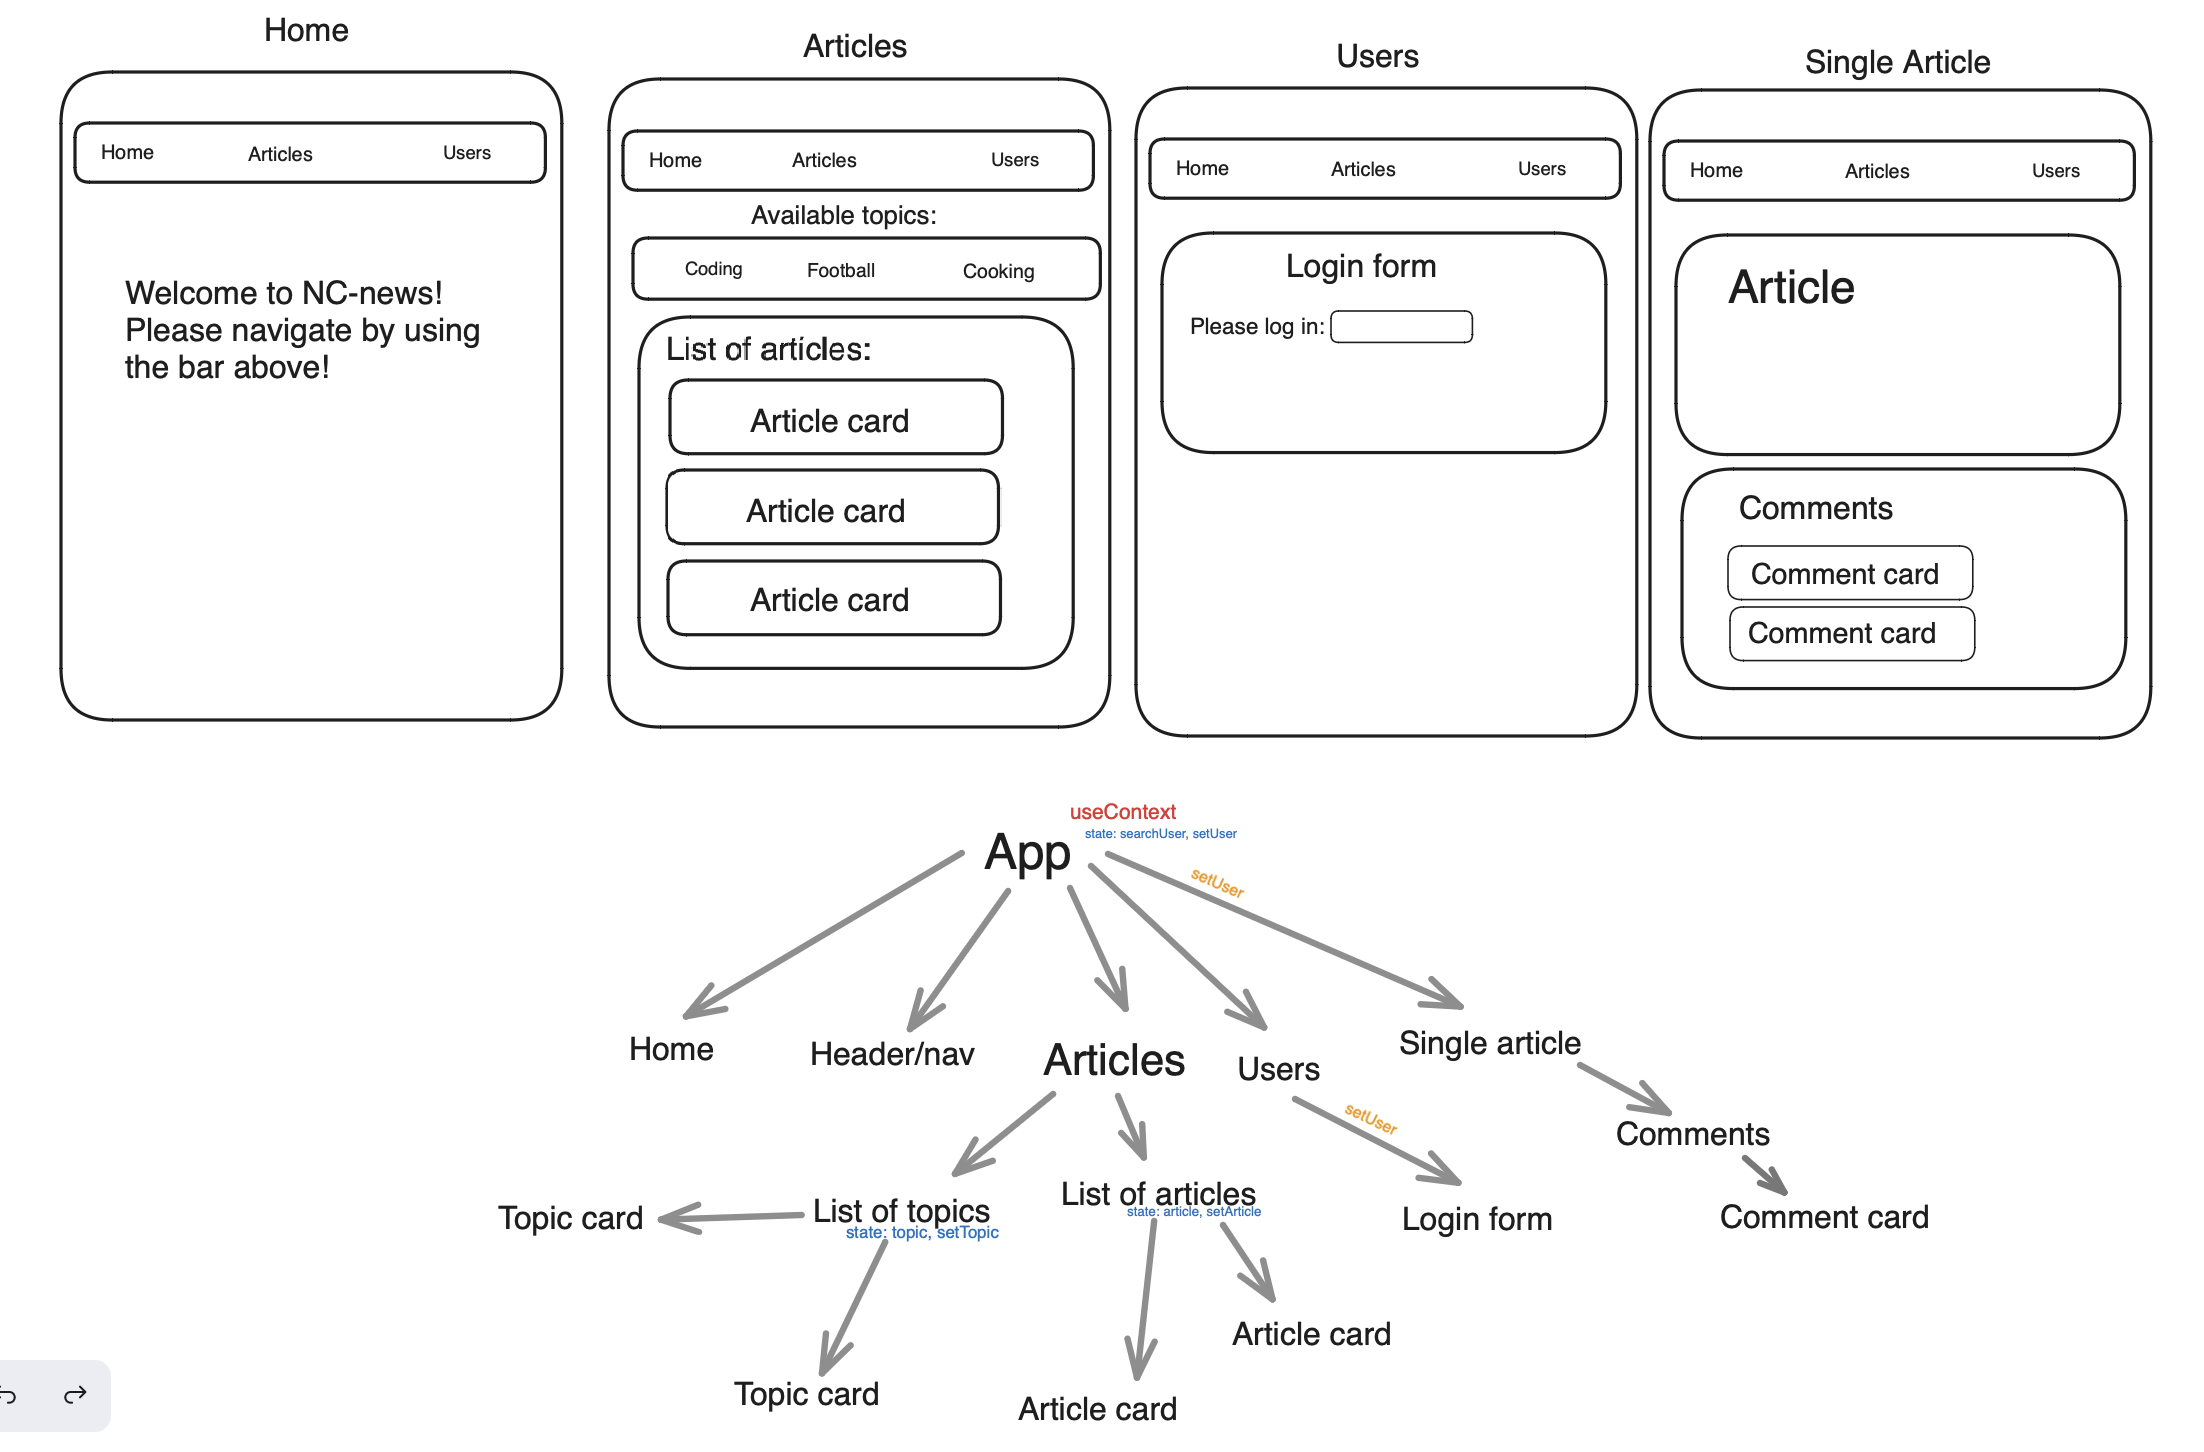 Home
Home
Articles
Users
Welcome to NC-news!
Please navigate by using
the bar above!
Articles
Home
Articles
Users
Available topics:
Coding
Football
Cooking
List of articles:
Article card
Article card
Article card
Users
Home
Articles
Users
Login form
Please log in:
Single Article
Home
Articles
Users
Article
Comments
Comment card
Comment card
useContext
state: searchUser, setUser
App
setUser
Home
Header/nav
Articles
Users
Single article
setUser
Comments
Topic card
List of topics
state: topic, setTopic
List of articles
state: article, setArticle
Login form
Comment card
Article card
Topic card
Article card